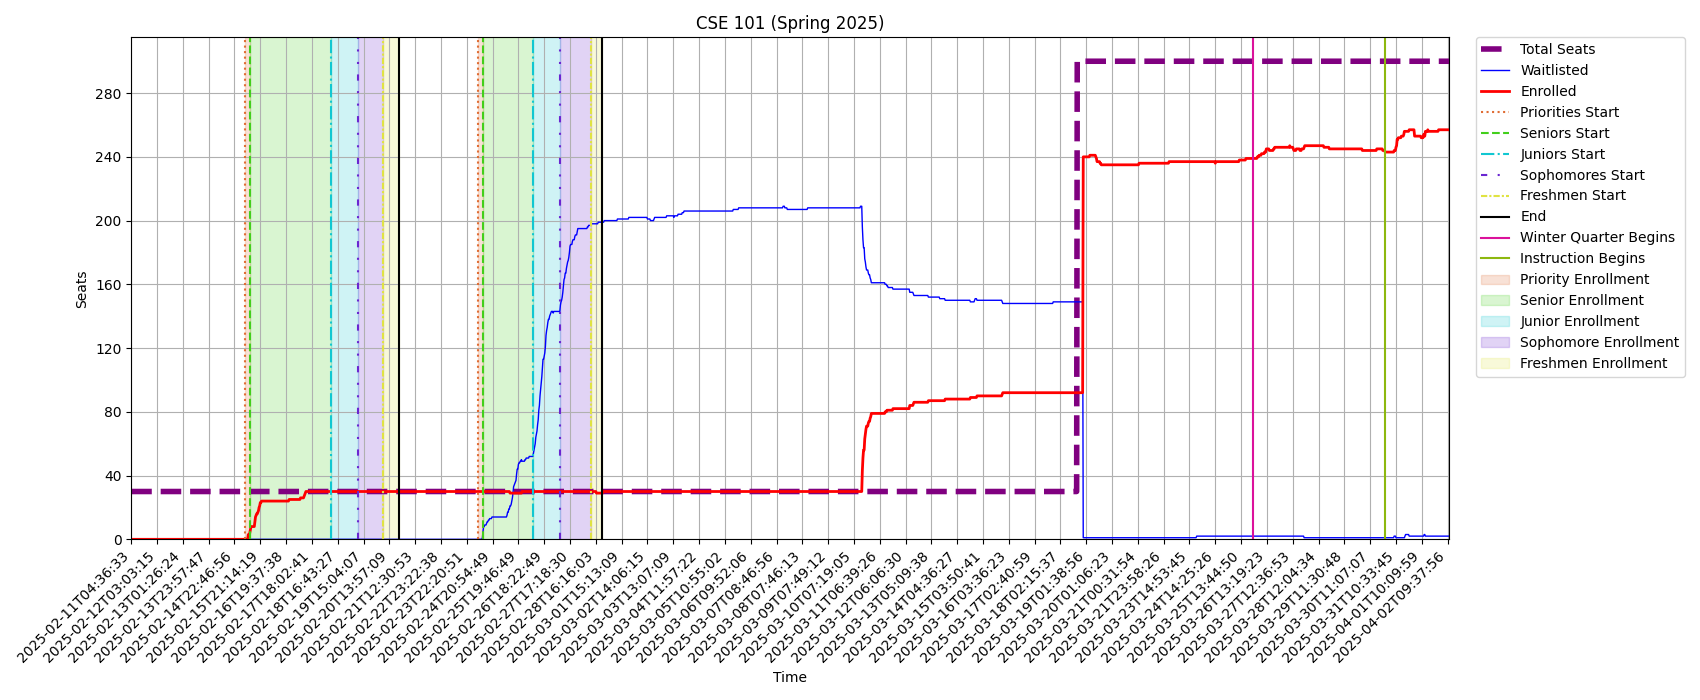 CSE 101 (Spring 2025)
Total Seats
Waitlisted
Enrolled
Priorities Start
Seniors Start
Juniors Start
Sophomores Start
Freshmen Start
End
Winter Quarter Begins
Instruction Begins
Priority Enrollment
Senior Enrollment
Junior Enrollment
Sophomore Enrollment
Freshmen Enrollment
Seats
280
240
200
160
120
80
40
0
2025-02-11T04:36:33
2025-02-12T03:03:15
2025-02-13T01:26:24
2025-02-13T23:57:47
2025-02-14T22:46:56
2025-02-15T21:14:19
2025-02-16T19:37:38
2025-02-17T18:02:41
2025-02-18T16:43:27
2025-02-19T15:04:07
2025-02-20T13:57:09
2025-02-21T12:30:53
2025-02-22T23:22:38
2025-02-23T22:20:51
2025-02-24T20:54:49
2025-02-25T19:46:49
2025-02-26T18:22:49
2025-02-27T17:18:30
2025-02-28T16:16:03
2025-03-01T15:13:09
2025-03-02T14:06:15
2025-03-03T13:07:09
2025-03-04T11:57:22
2025-03-05T10:55:02
2025-03-06T09:52:06
2025-03-07T08:46:56
2025-03-08T07:46:13
2025-03-09T07:49:12
2025-03-10T07:19:05
2025-03-11T06:39:26
2025-03-12T06:06:30
2025-03-13T05:09:38
2025-03-14T04:36:27
2025-03-15T03:50:41
2025-03-16T03:36:23
2025-03-17T02:40:59
2025-03-18T02:15:37
2025-03-19T01:38:56
2025-03-20T01:06:23
2025-03-21T00:31:54
2025-03-21T23:58:26
2025-03-23T14:53:45
2025-03-24T14:25:26
2025-03-25T13:44:50
2025-03-26T13:19:23
2025-03-27T12:36:53
2025-03-28T12:04:34
2025-03-29T11:30:48
2025-03-30T11:07:07
2025-03-31T10:33:45
2025-04-01T10:09:59
2025-04-02T09:37:56
Time